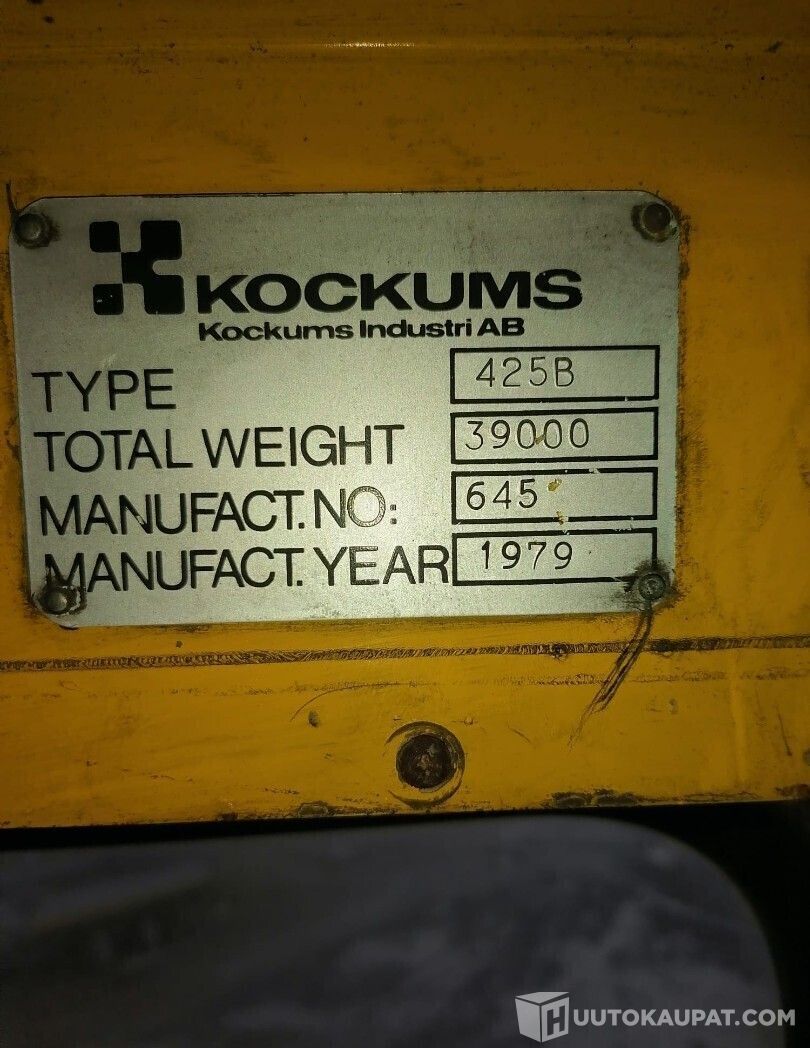 KOCKUMS
Kockums Industri AB
TYPE 425B
TOTAL WEIGHT 39000
MANUFACT. NO: 645
MANUFACT. YEAR 1979
HUUTOKAUPAT.COM